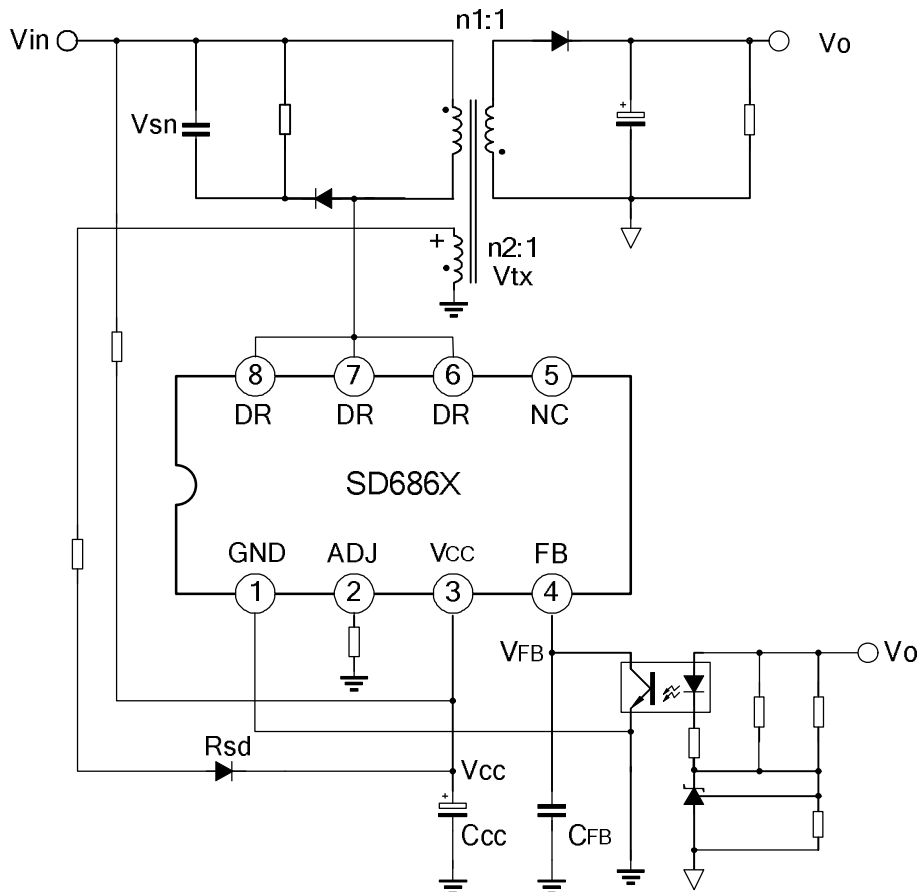 n1:1
Vin
Vo
Vsn
+
+
n2:1
Vtx
8
7
6
5
DR
DR
DR
NC
SD686X
GND
ADJ
VCC
FB
1
2
3
4
VFB
Vo
Rsd
Vcc
+
Ccc
CFB